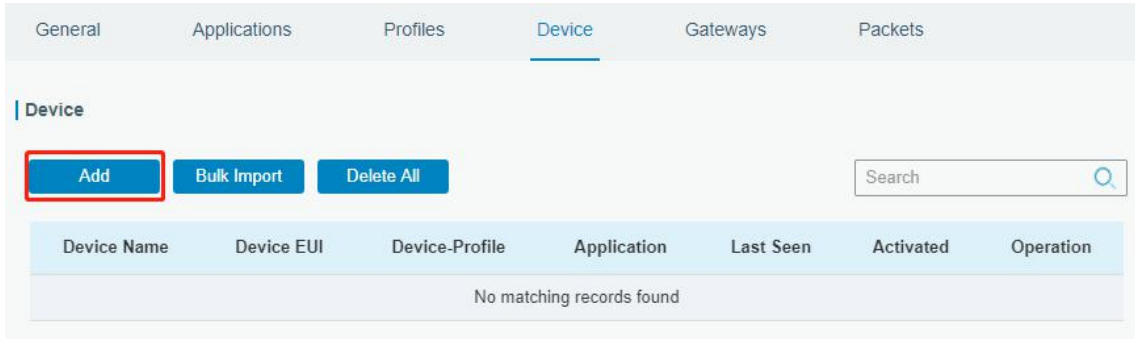 General Applications Profiles Device Gateways Packets
Device
Add Bulk Import Delete All Search
Device Name Device EUI Device-Profile Application Last Seen Activated Operation
No matching records found